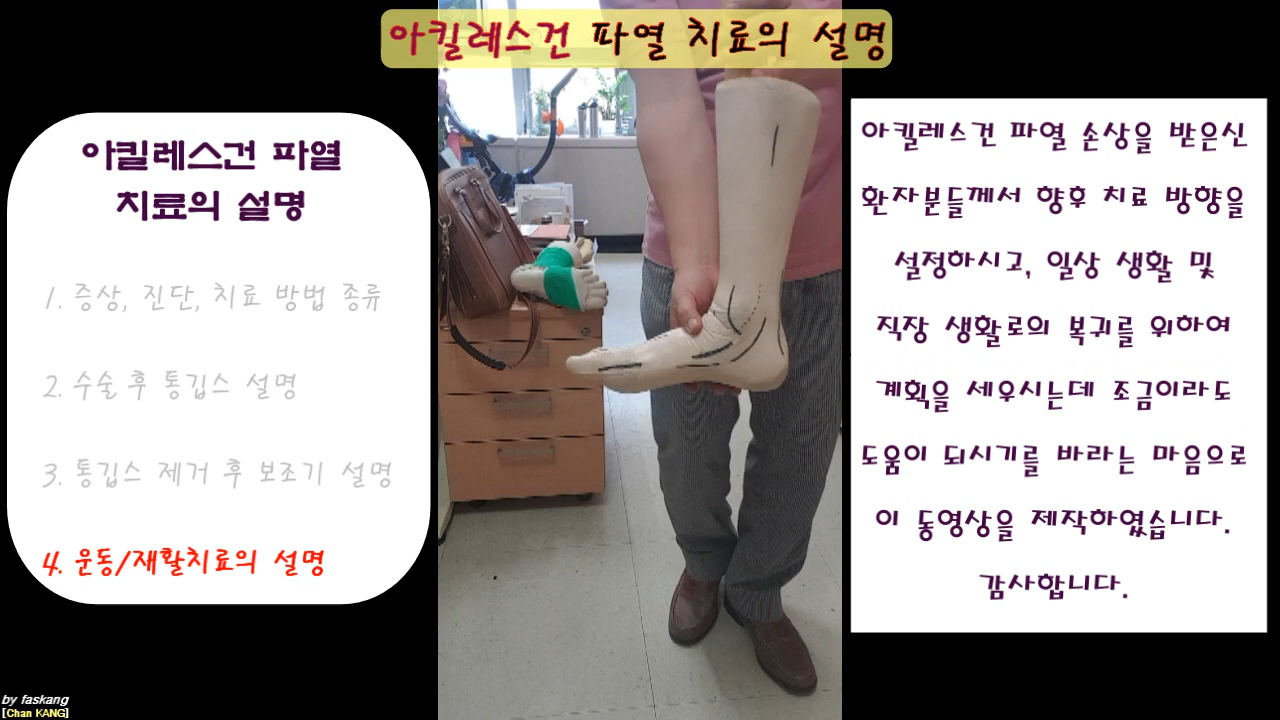 아킬레스건 파열 치료의 설명
아킬레스건 파열
치료의 설명
1. 증상, 진단, 치료 방법 종류
2. 수술 후 통깁스 설명
3. 통깁스 제거 후 보조기 설명
4. 운동/재활치료의 설명
아킬레스건 파열 손상을 받은신
환자분들께서 향후 치료 방향을
설정하시고, 일상 생활 및
직장 생활로의 복귀를 위하여
계획을 세우시는데 조금이라도
도움이 되시기를 바라는 마음으로
이 동영상을 제작하였습니다.
감사합니다.
by faskang
[Chan KANG]